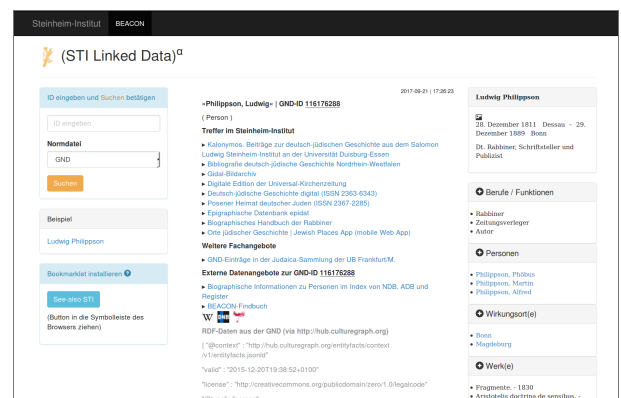 Steinheim-Institut BEACON
(STI Linked Data)α
ID eingeben und Suchen betätigen
ID eingeben
Normdatei
GND
Suchen
Beispiel
Ludwig Philippson
Bookmarklet installieren ?
See-also STI
(Button in die Symbolleiste des
Browsers ziehen)
2017-09-21 | 17:26:23
»Philippson, Ludwig« | GND-ID 116176288
( Person )
Treffer im Steinheim-Institut
▸ Kalonymos. Beiträge zur deutsch-jüdischen Geschichte aus dem Salomon
Ludwig Steinheim-Institut an der Universität Duisburg-Essen
▸ Bibliografie deutsch-jüdische Geschichte Nordrhein-Westfalen
▸ Gidal-Bildarchiv
▸ Digitale Edition der Universal-Kirchenzeitung
▸ Deutsch-jüdische Geschichte digital (ISSN 2363-6343)
▸ Posener Heimat deutscher Juden (ISSN 2367-2285)
▸ Epigraphische Datenbank epidat
▸ Biographisches Handbuch der Rabbiner
▸ Orte jüdischer Geschichte | Jewish Places App (mobile Web App)
Weitere Fachangebote
▸ GND-Einträge in der Judaica-Sammlung der UB Frankfurt/M.
Externe Datenangebote zur GND-ID 116176288
▸ Biographische Informationen zu Personen im Index von NDB, ADB und
Register
▸ BEACON-Findbuch
W DNB
RDF-Daten aus der GND (via http://hub.culturegraph.org)
{ "@context" : "http://hub.culturegraph.org/entityfacts/context
/v1/entityfacts.jsonld"
"valid" : "2015-12-20T19:38:52+0100"
"license" : "http://creativecommons.org/publicdomain/zero/1.0/legalcode"
Ludwig Philippson
28. Dezember 1811 Dessau – 29.
Dezember 1889 Bonn
Dt. Rabbiner, Schriftsteller und
Publizist
Berufe / Funktionen
• Rabbiner
• Zeitungsverleger
• Autor
Personen
• Philippson, Phöbus
• Philippson, Martin
• Philippson, Alfred
Wirkungsort(e)
• Bonn
• Magdeburg
Werk(e)
• Fragmente. - 1830
• Aristotelis doctrina de sensibus. -